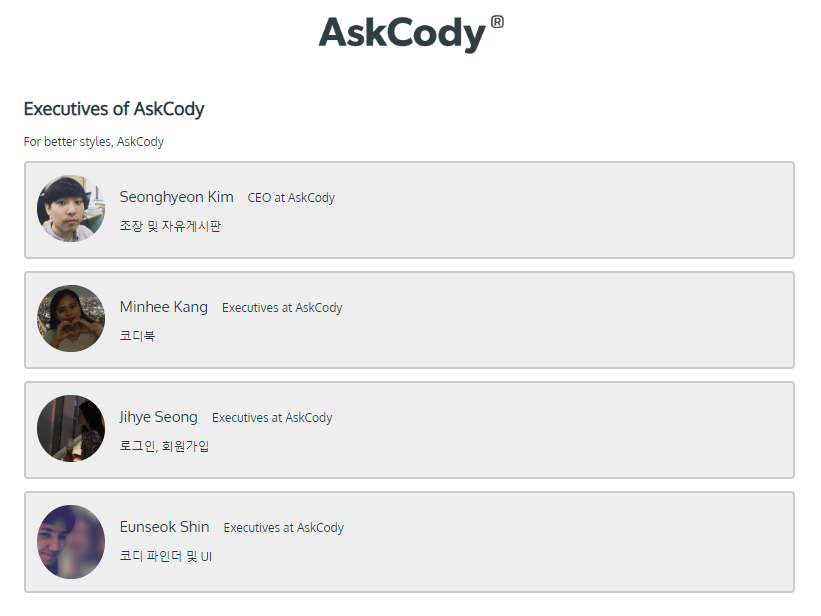 AskCody®
Executives of AskCody
For better styles, AskCody
Seonghyeon Kim CEO at AskCody
조장 및 자유게시판
Minhee Kang Executives at AskCody
코디북
Jihye Seong Executives at AskCody
로그인, 회원가입
Eunseok Shin Executives at AskCody
코디 파인더 및 UI